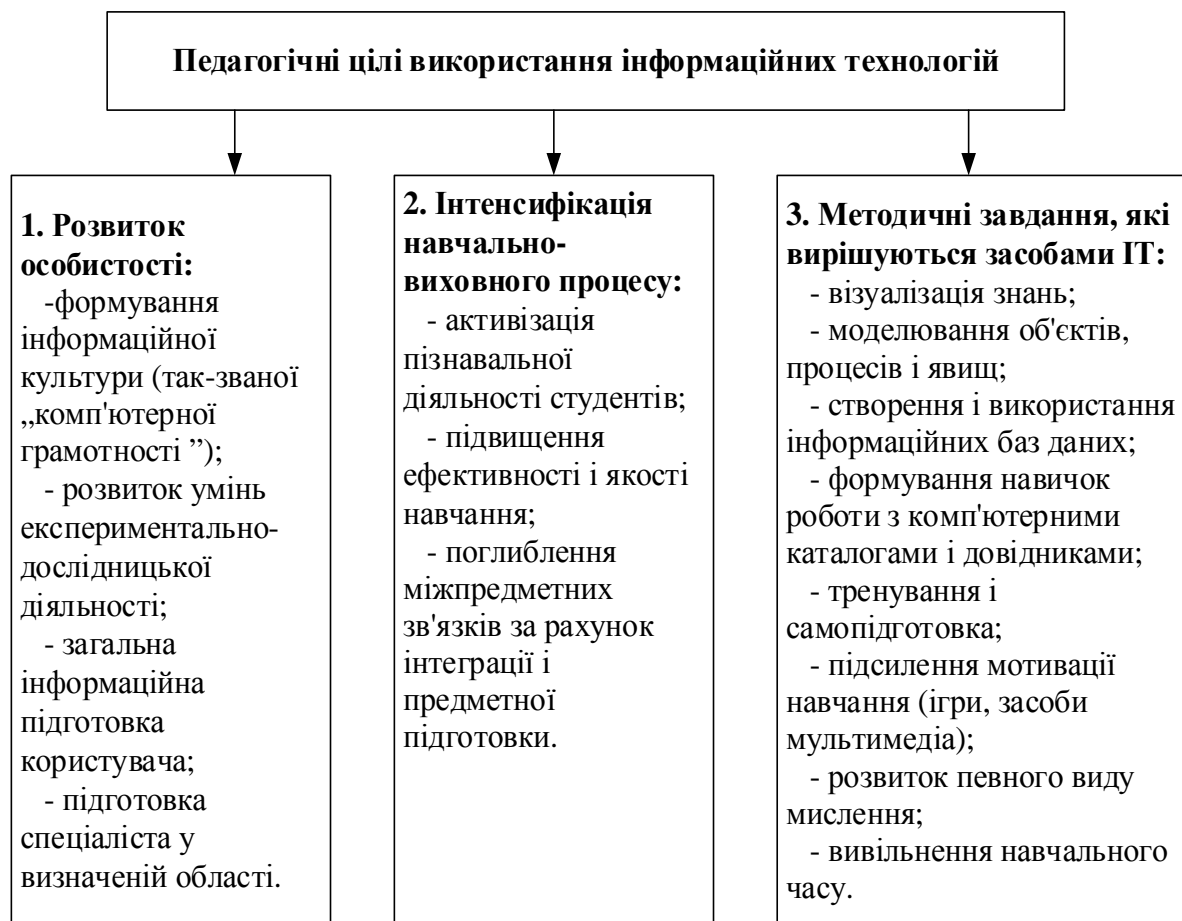 Педагогічні цілі використання інформаційних технологій
1. Розвиток
особистості:
-формування
інформаційної
культури (так-званої
„комп'ютерної
грамотності ”);
- розвиток умінь
експериментально-
дослідницької
діяльності;
- загальна
інформаційна
підготовка
користувача;
- підготовка
спеціаліста у
визначеній області.
2. Інтенсифікація
навчально-
виховного процесу:
- активізація
пізнавальної
діяльності студентів;
- підвищення
ефективності і якості
навчання;
- поглиблення
міжпредметних
зв'язків за рахунок
інтеграції і
предметної
підготовки.
3. Методичні завдання, які
вирішуються засобами ІТ:
- візуалізація знань;
- моделювання об'єктів,
процесів і явищ;
- створення і використання
інформаційних баз даних;
- формування навичок
роботи з комп'ютерними
каталогами і довідниками;
- тренування і
самопідготовка;
- підсилення мотивації
навчання (ігри, засоби
мультимедіа);
- розвиток певного виду
мислення;
- вивільнення навчального
часу.